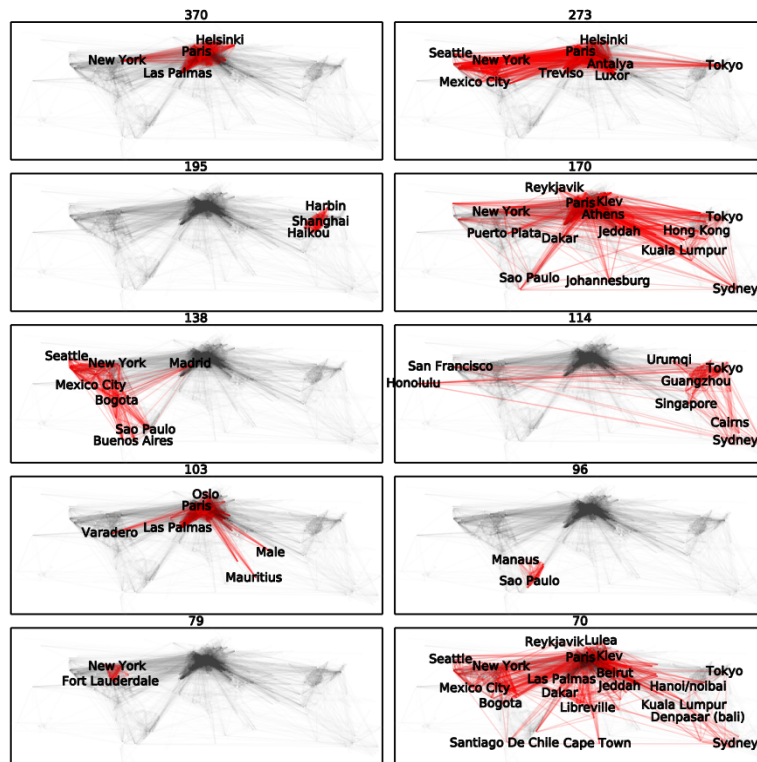 370
Helsinki
Paris
New York
Las Palmas
273
Helsinki
Seattle
Paris
New York
Antalya
Tokyo
Treviso
Luxor
Mexico City
195
Harbin
Shanghai
Haikou
170
Reykjavik
Paris
Kiev
New York
Athens
Tokyo
Puerto Plata
Dakar
Jeddah
Hong Kong
Kuala Lumpur
Sao Paulo
Johannesburg
Sydney
138
Seattle
New York
Madrid
Mexico City
Bogota
Sao Paulo
Buenos Aires
114
Urumqi
San Francisco
Tokyo
Honolulu
Guangzhou
Singapore
Cairns
Sydney
103
Oslo
Paris
Varadero
Las Palmas
Male
Mauritius
96
Manaus
Sao Paulo
79
New York
Fort Lauderdale
70
Reykjavik
Lulea
Seattle
Paris
Kiev
New York
Beirut
Tokyo
Las Palmas
Mexico City
Dakar
Jeddah
Hanoi/noibai
Bogota
Libreville
Kuala Lumpur
Denpasar (bali)
Santiago De Chile
Cape Town
Sydney